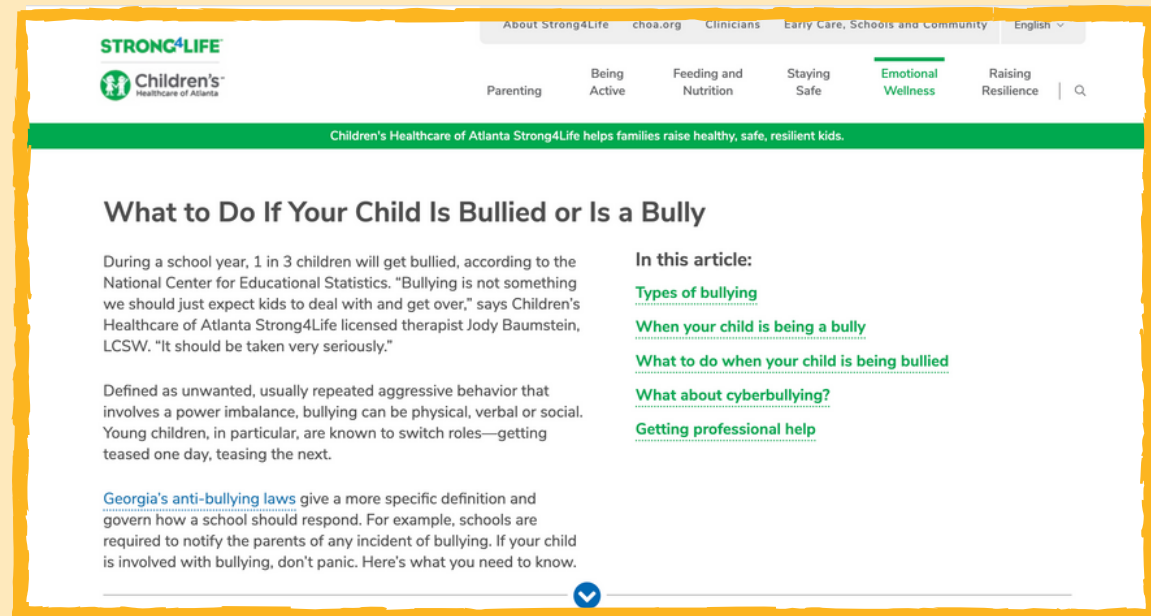 About Strong4Life choa.org Clinicians Early Care, Schools and Community English
STRONG4LIFE
Children's
Healthcare of Atlanta
Parenting
Being Active
Feeding and Nutrition
Staying Safe
Emotional Wellness
Raising Resilience
Children's Healthcare of Atlanta Strong4Life helps families raise healthy, safe, resilient kids.
What to Do If Your Child Is Bullied or Is a Bully
During a school year, 1 in 3 children will get bullied, according to the
National Center for Educational Statistics. “Bullying is not something
we should just expect kids to deal with and get over,” says Children’s
Healthcare of Atlanta Strong4Life licensed therapist Jody Baumstein,
LCSW. “It should be taken very seriously.”
Defined as unwanted, usually repeated aggressive behavior that
involves a power imbalance, bullying can be physical, verbal or social.
Young children, in particular, are known to switch roles—getting
teased one day, teasing the next.
Georgia’s anti-bullying laws give a more specific definition and
govern how a school should respond. For example, schools are
required to notify the parents of any incident of bullying. If your child
is involved with bullying, don’t panic. Here’s what you need to know.
In this article:
Types of bullying
When your child is being a bully
What to do when your child is being bullied
What about cyberbullying?
Getting professional help